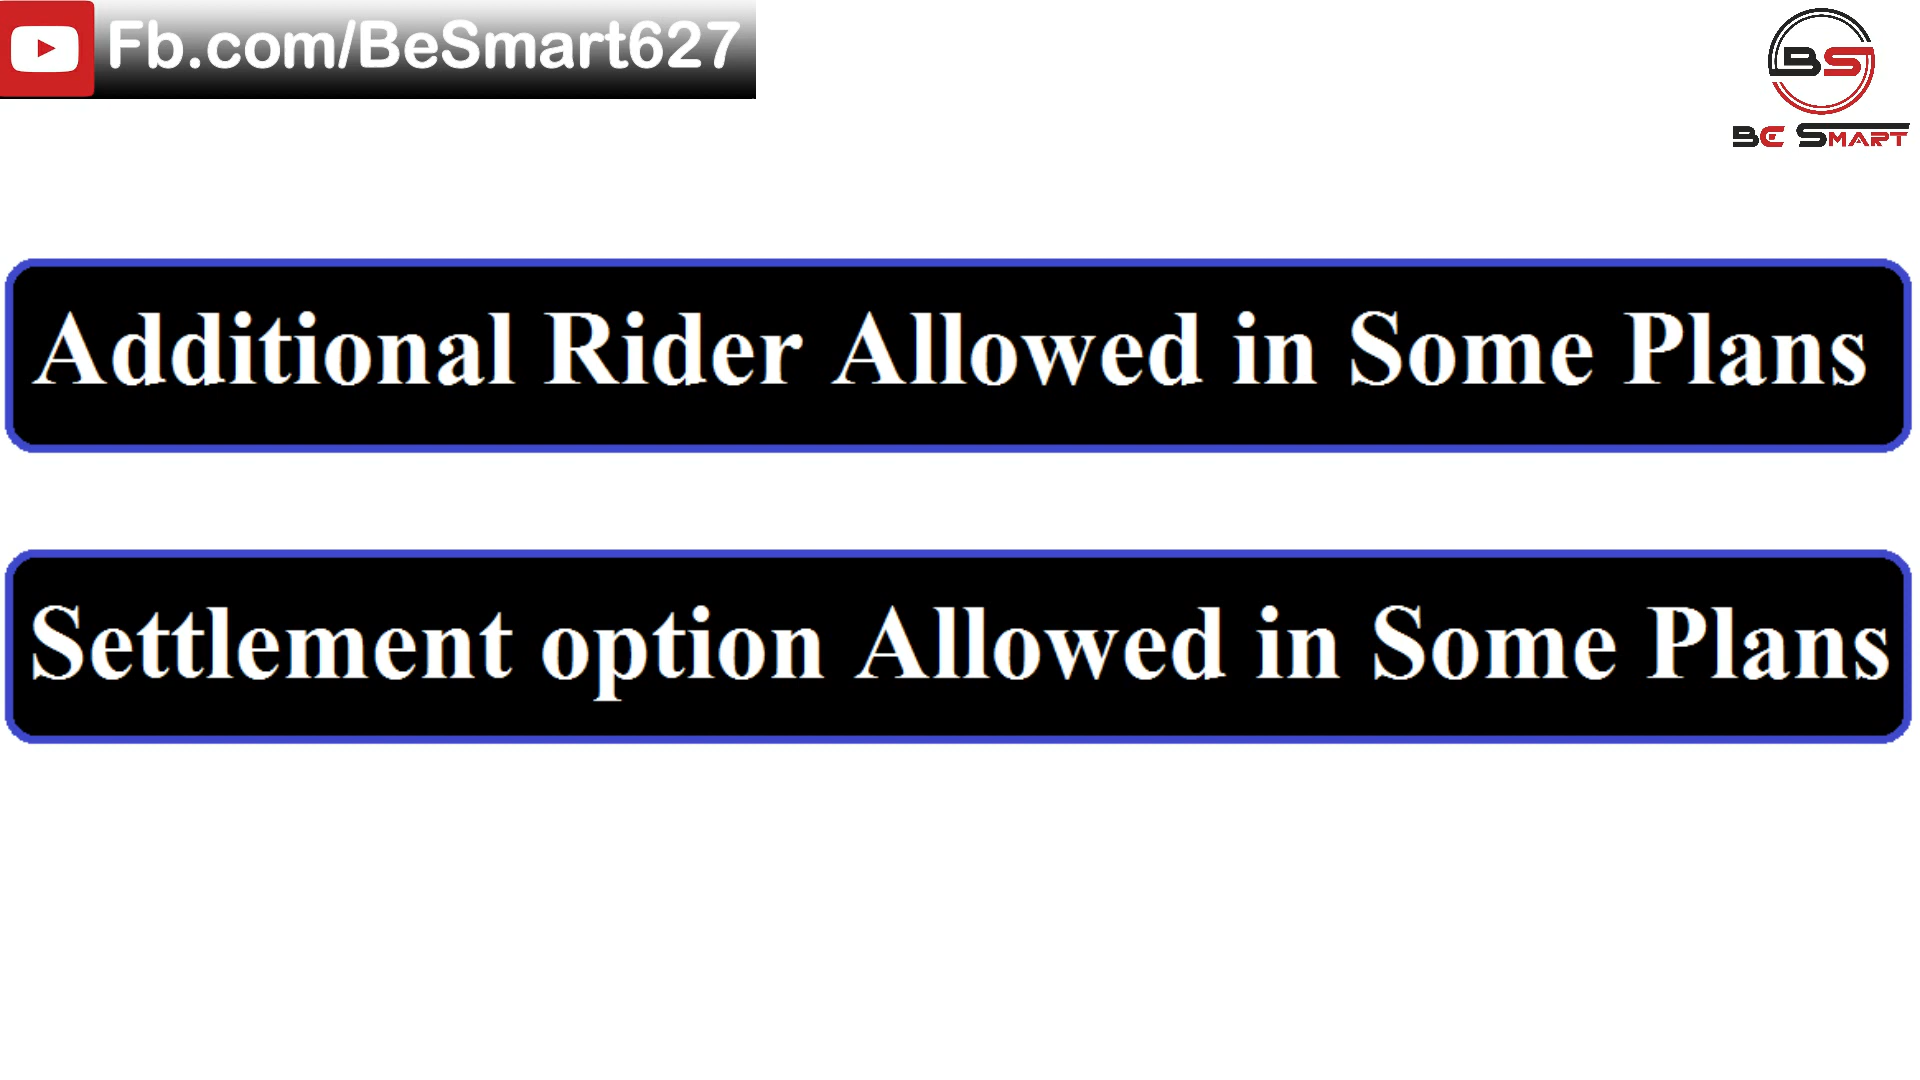 Fb.com/BeSmart627
BS
BE SMART
Additional Rider Allowed in Some Plans
Settlement option Allowed in Some Plans